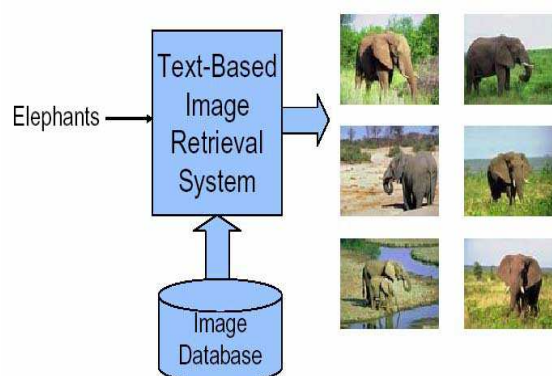 Elephants
Text-Based
Image
Retrieval
System
Image
Database